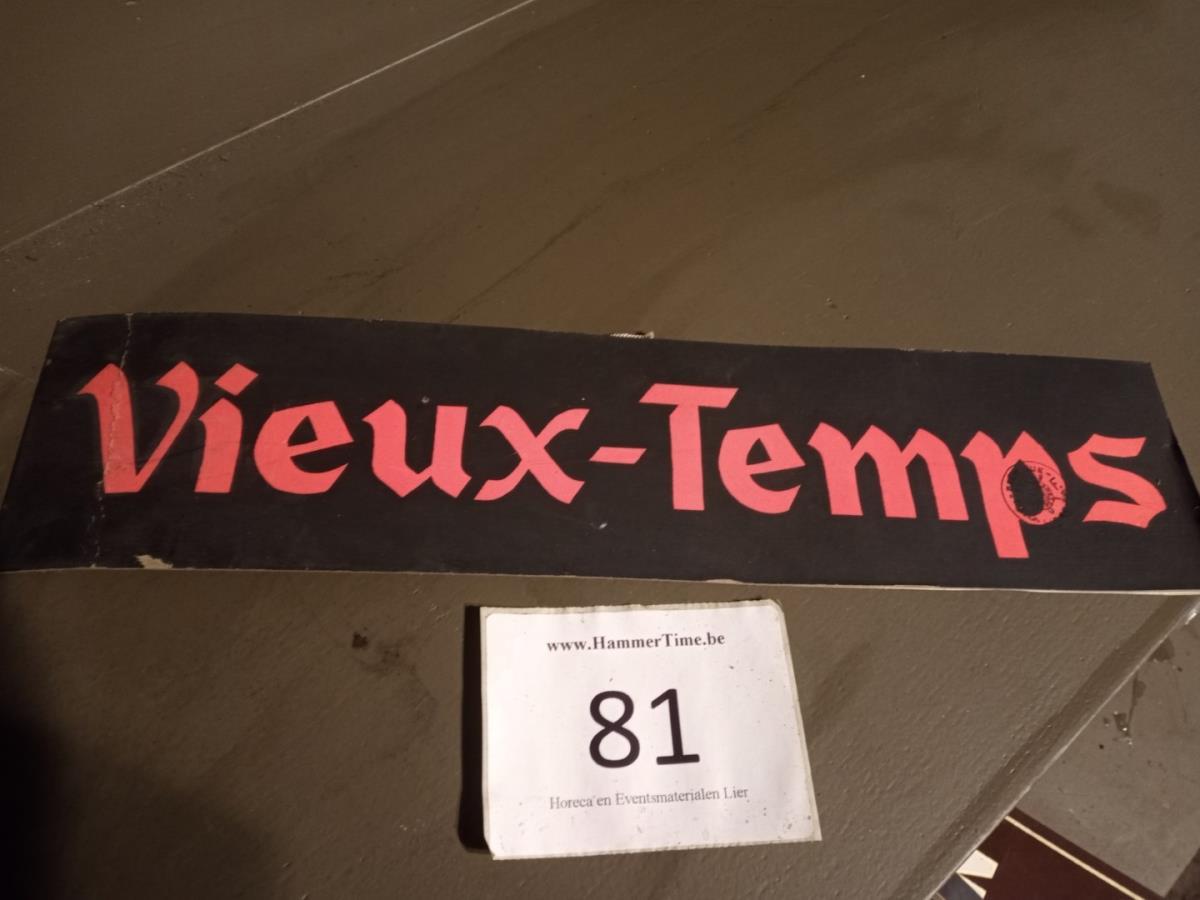 Vieux-Temps
www.HammerTime.be
81
Horeca en Eventsmaterialen Lier